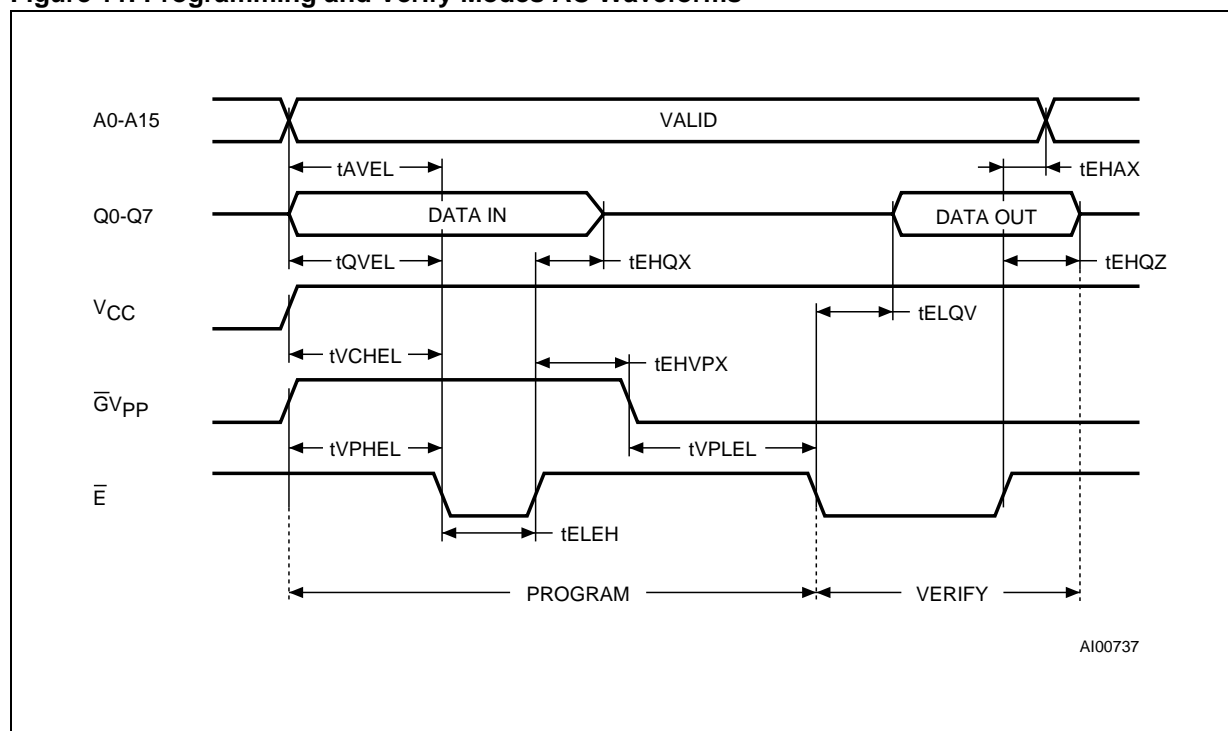 Figure 11. Programming and Verify Modes AC Waveforms
A0-A15
VALID
tAVEL
tEHAX
Q0-Q7
DATA IN
DATA OUT
tQVEL
tEHQX
tEHQZ
VCC
tELQV
tVCHEL
tEHVPX
G̅VPP
tVPHEL
tVPLEL
E̅
tELEH
PROGRAM
VERIFY
AI00737